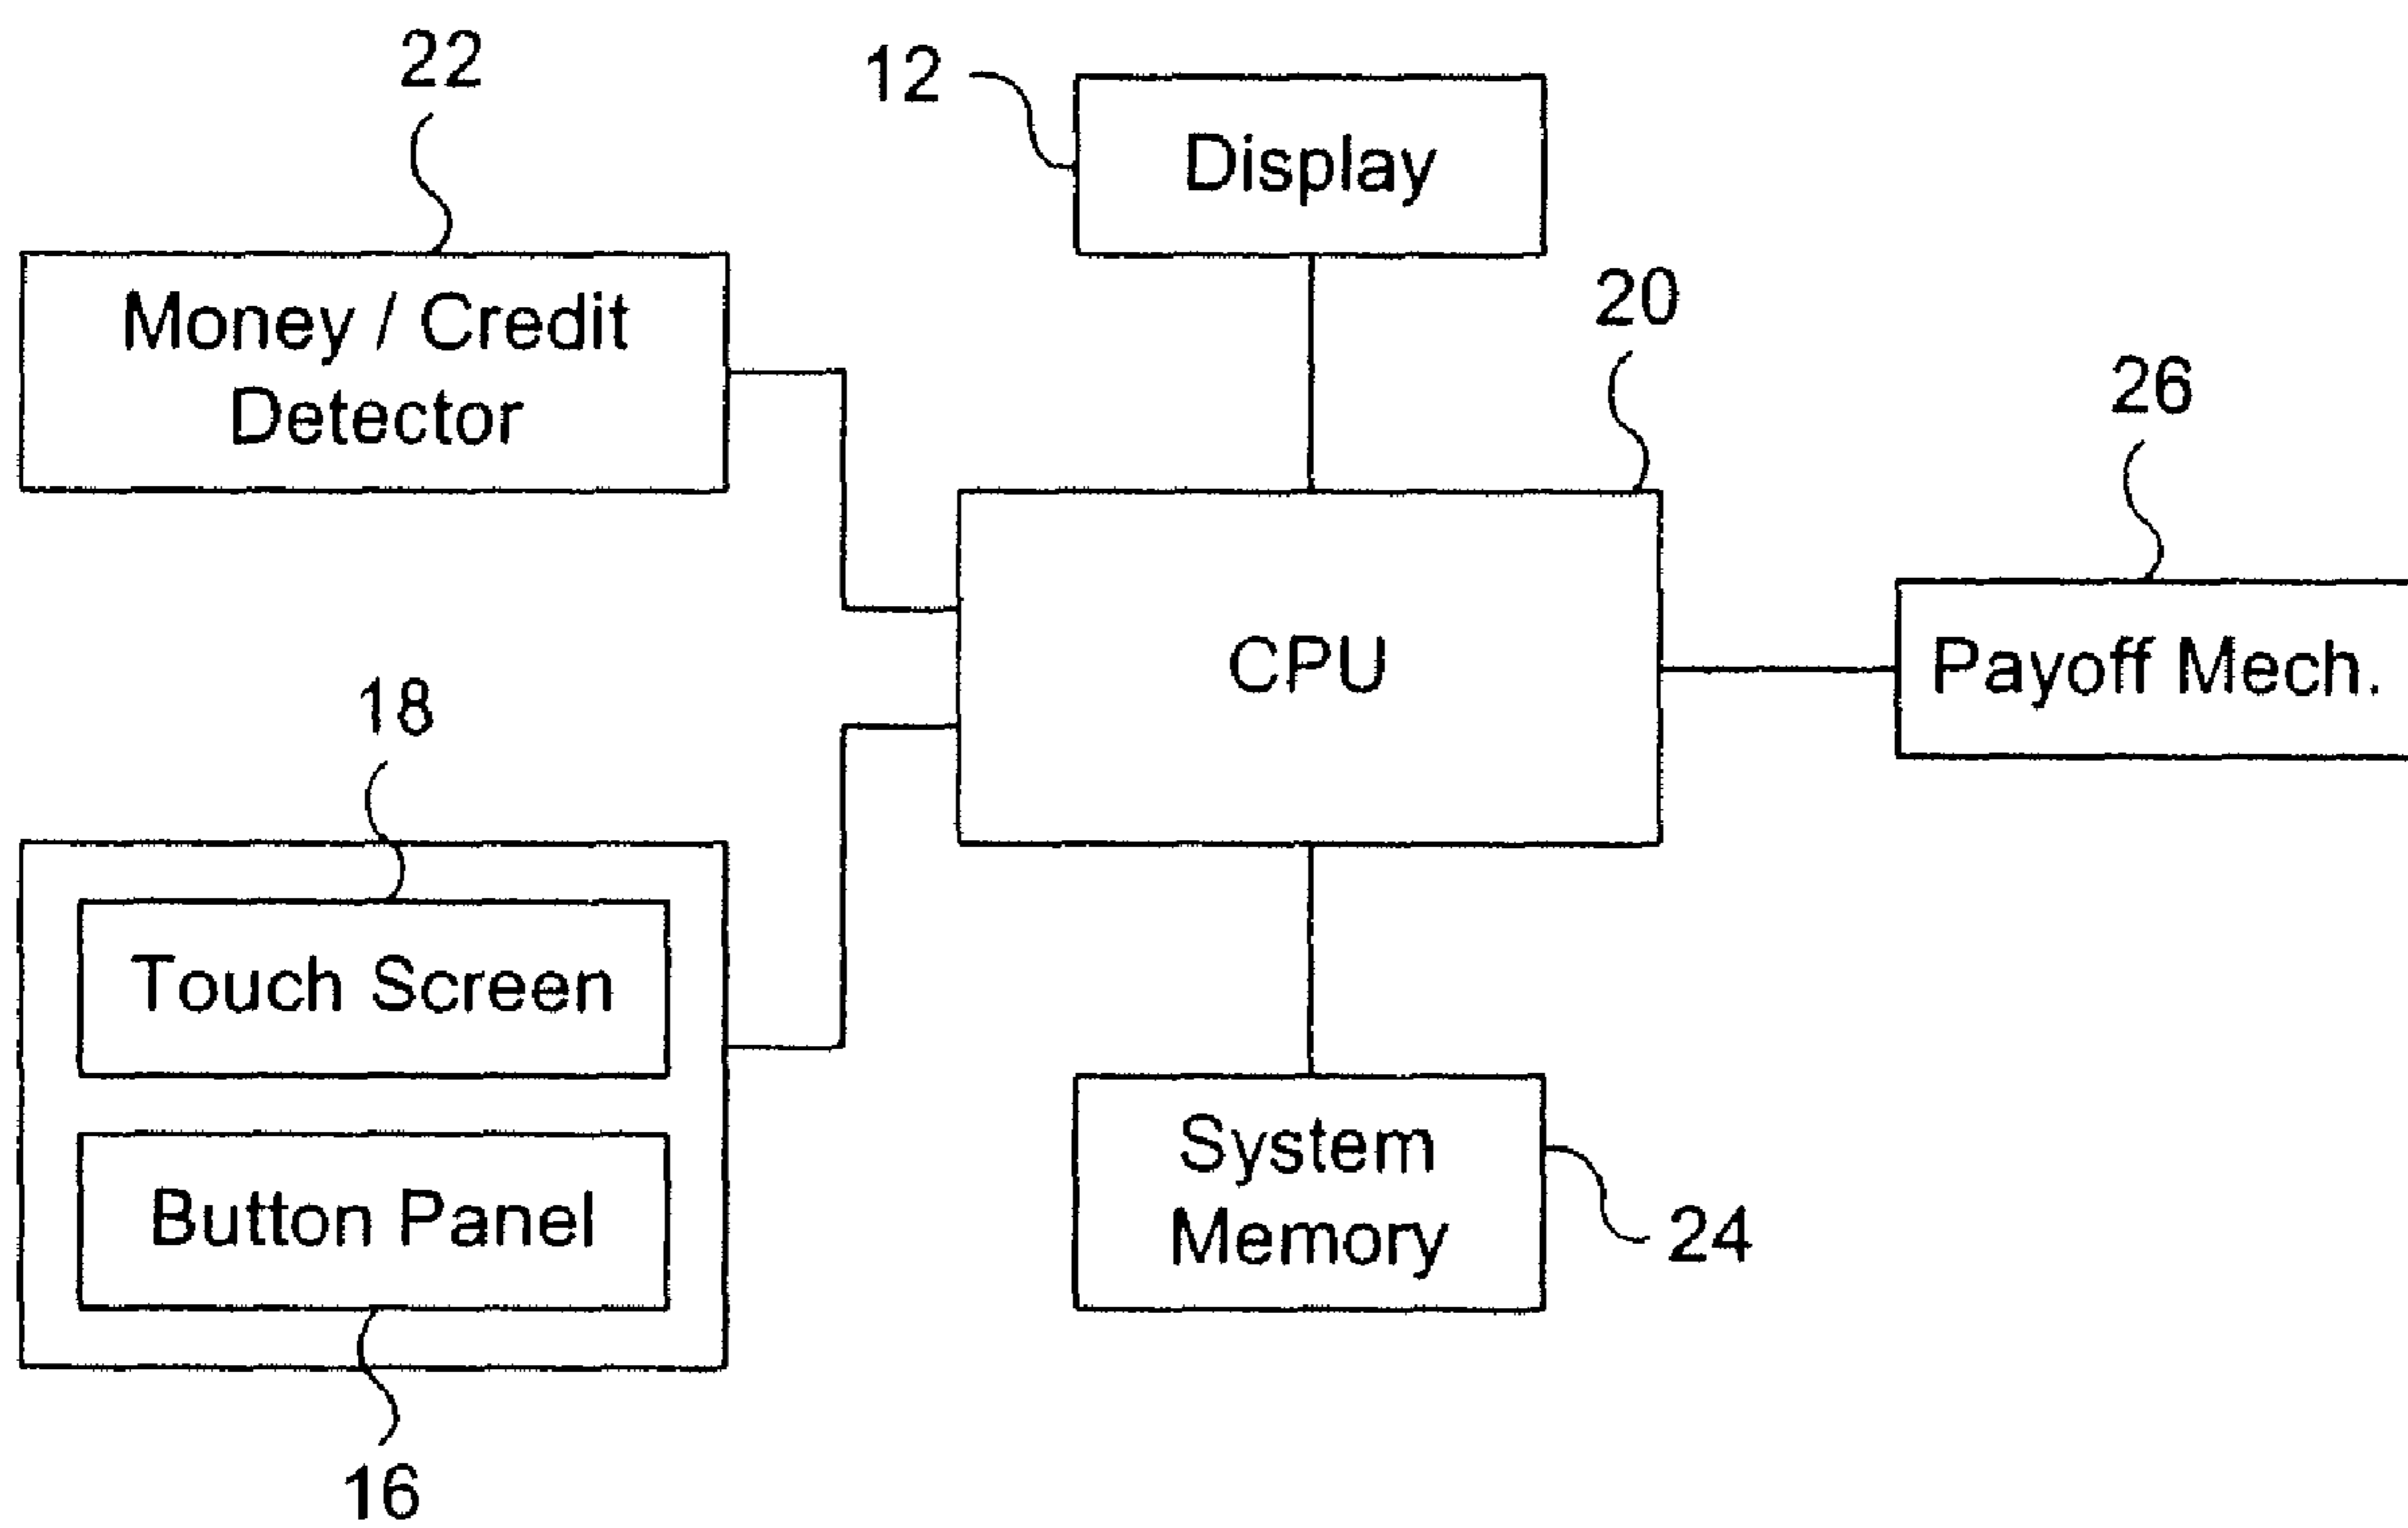 22
12
Display
20
Money / Credit
Detector
26
CPU
Payoff Mech.
18
Touch Screen
System
Memory
Button Panel
24
16